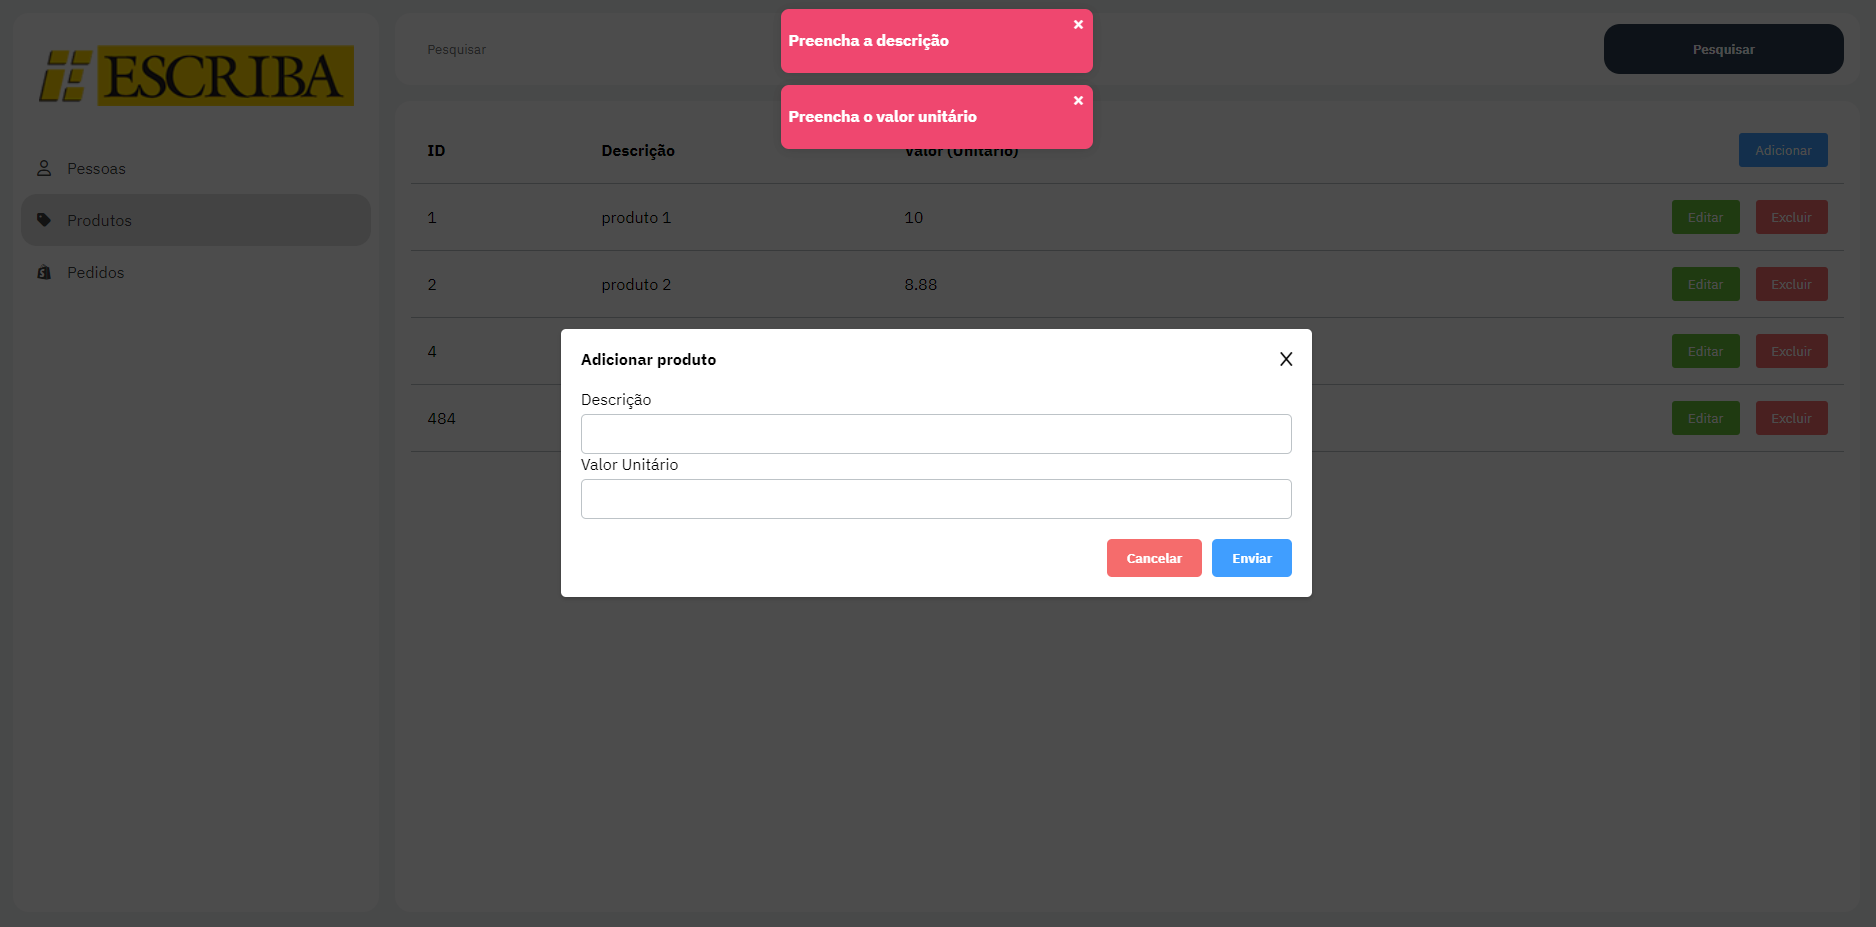 ESCRIBA
Pessoas
Produtos
Pedidos
Pesquisar
Pesquisar
Preencha a descrição
Preencha o valor unitário
ID Descrição Valor (Unitário) Adicionar
1 produto 1 10 Editar Excluir
2 produto 2 8.88 Editar Excluir
4 Editar Excluir
484 Editar Excluir
Adicionar produto
Descrição
Valor Unitário
Cancelar Enviar